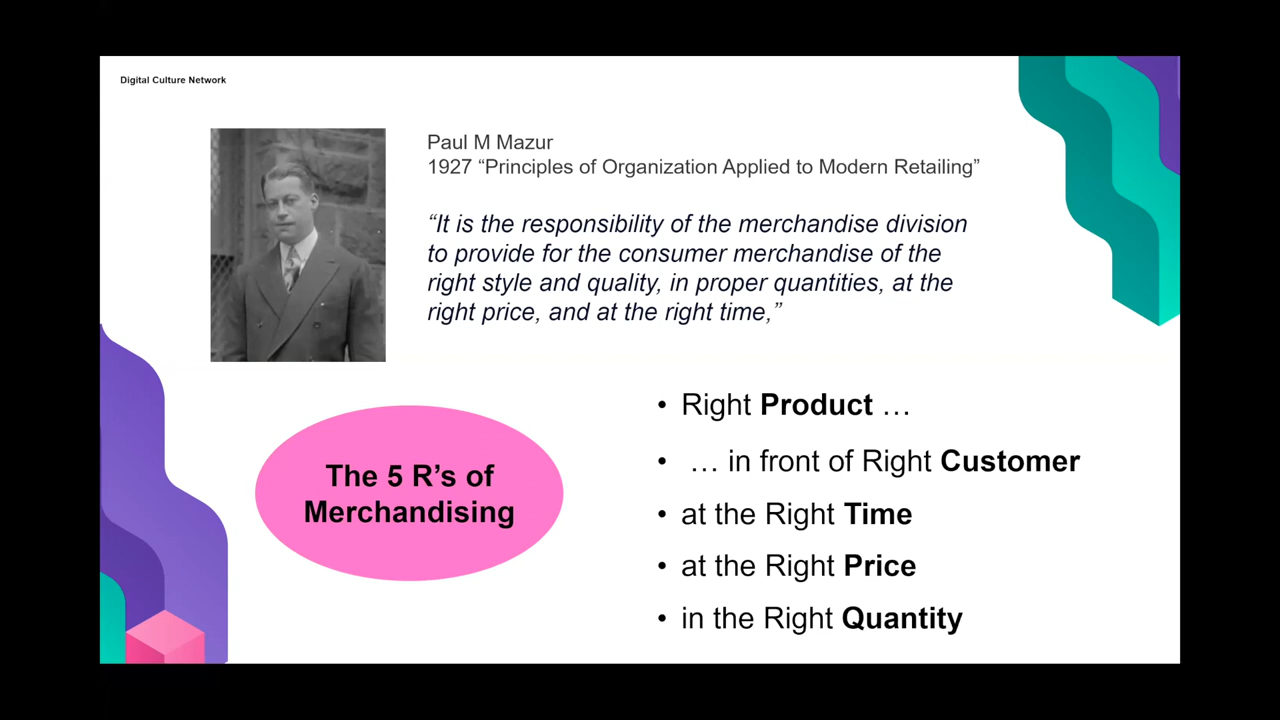 Digital Culture Network
Paul M Mazur
1927 “Principles of Organization Applied to Modern Retailing”
“It is the responsibility of the merchandise division
to provide for the consumer merchandise of the
right style and quality, in proper quantities, at the
right price, and at the right time,”
The 5 R’s of
Merchandising
• Right Product …
• … in front of Right Customer
• at the Right Time
• at the Right Price
• in the Right Quantity